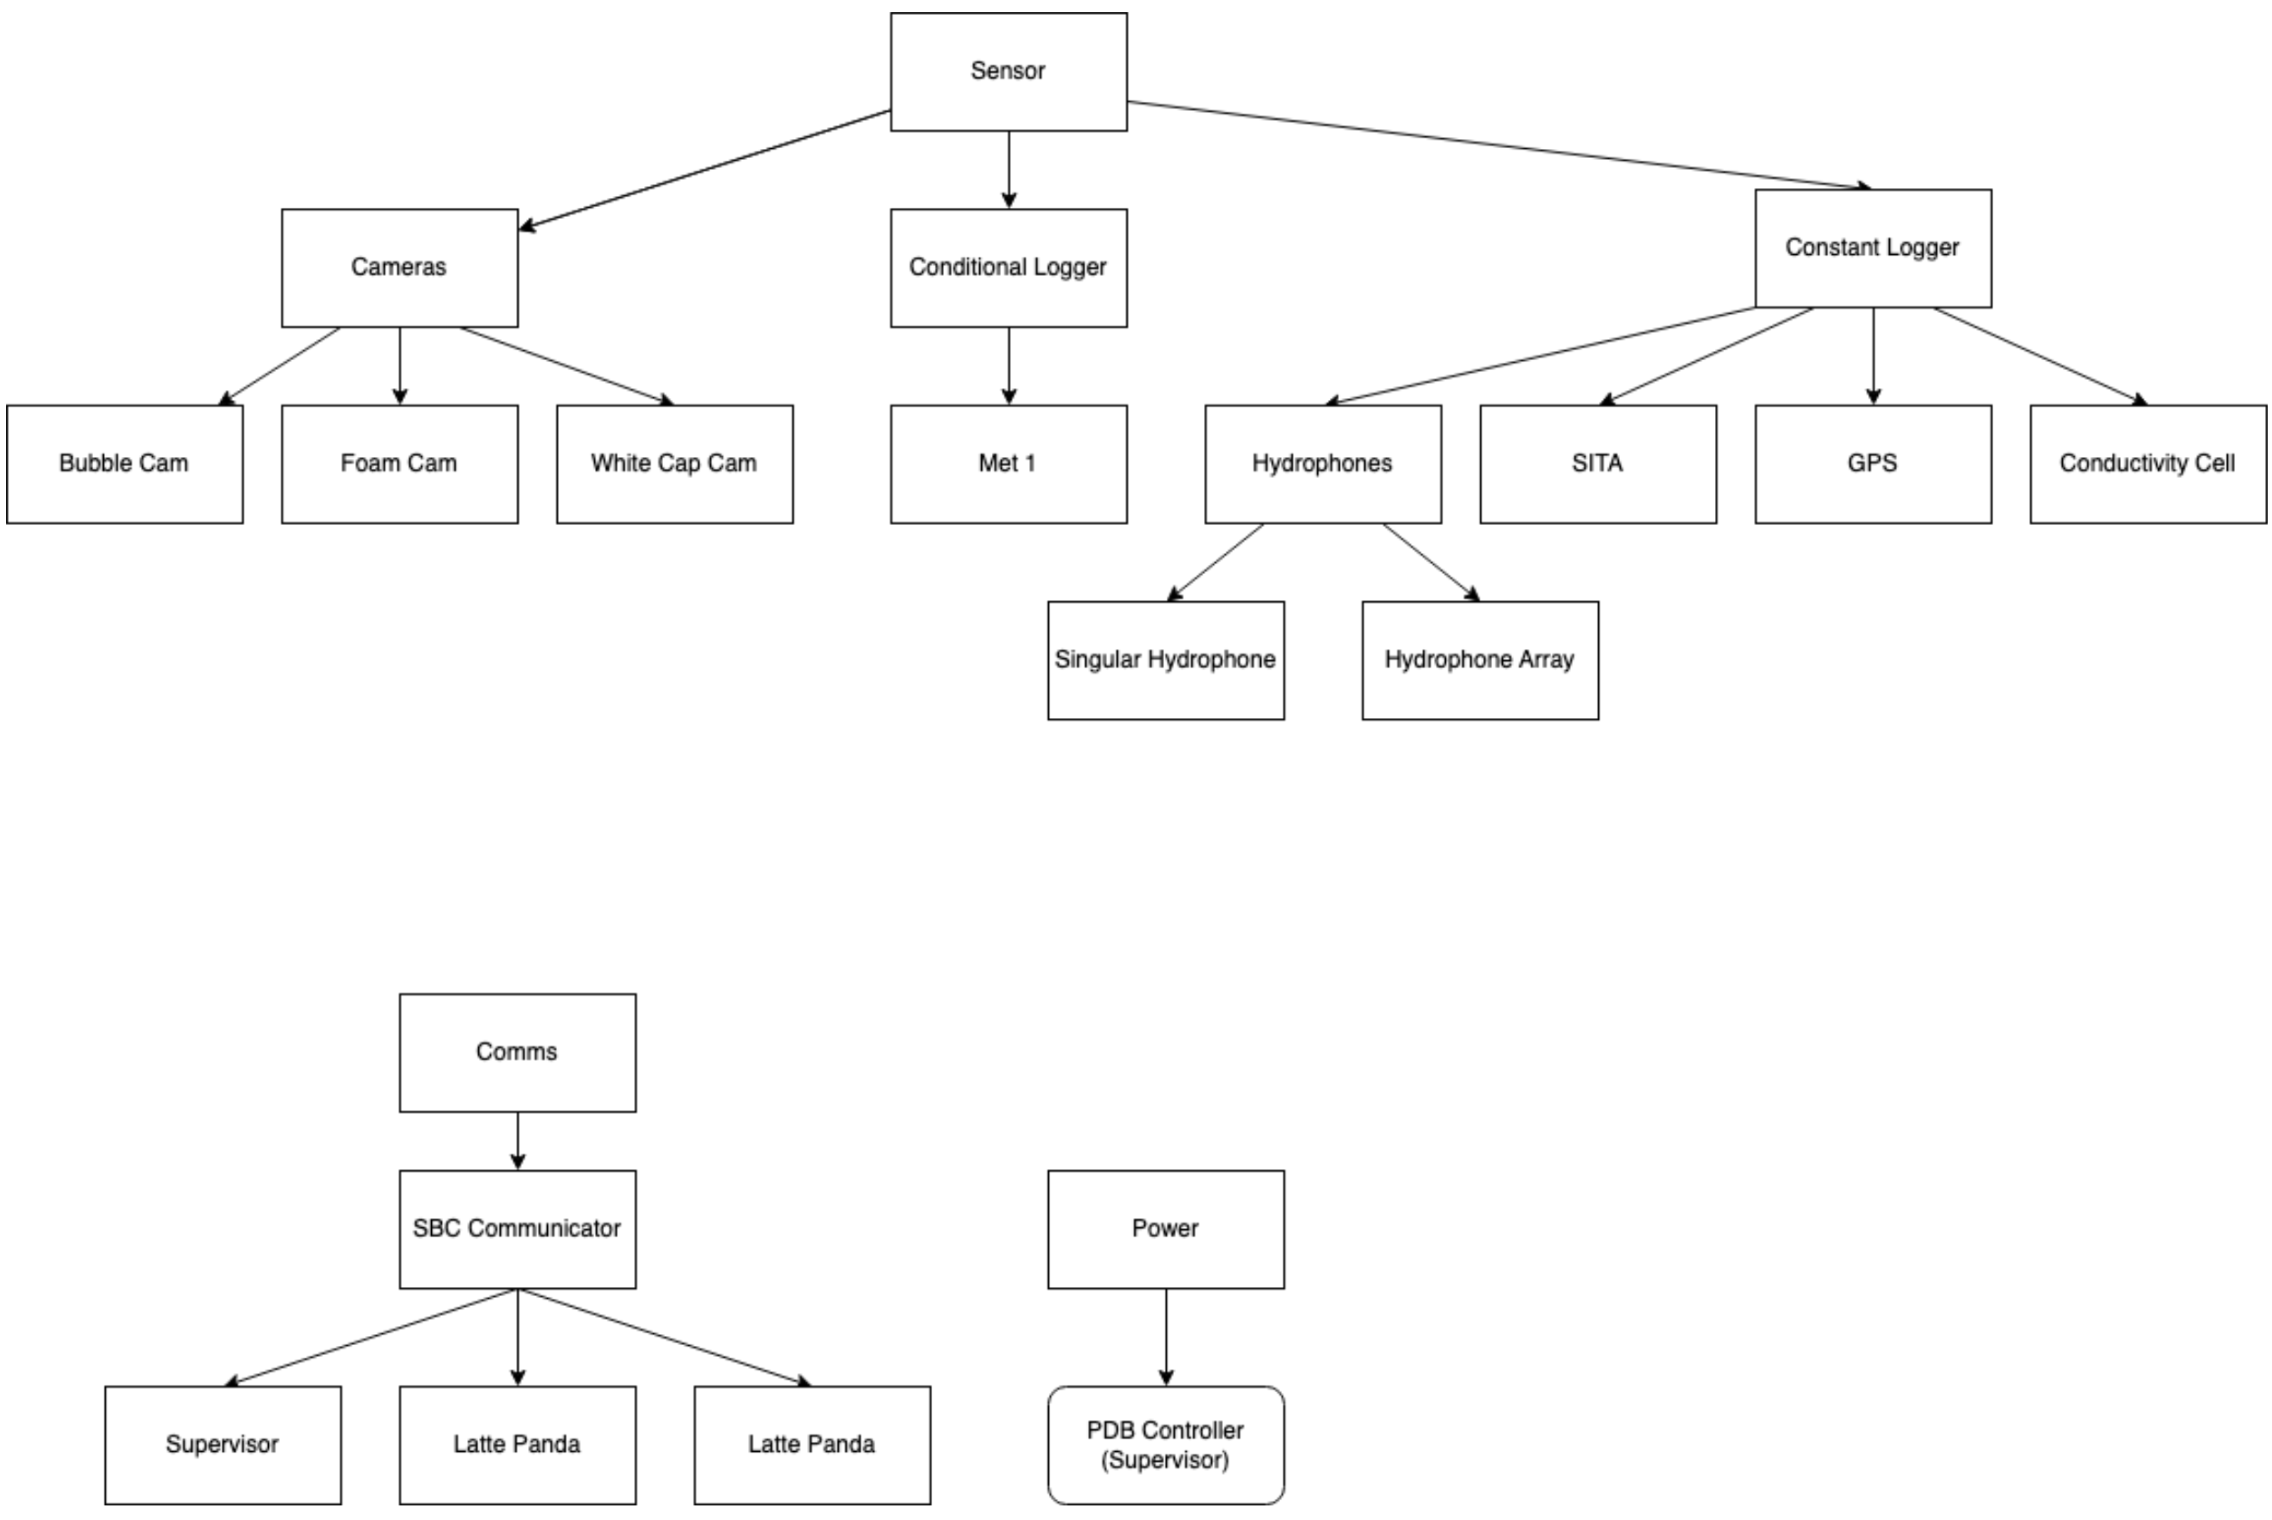 Sensor
Cameras
Conditional Logger
Constant Logger
Bubble Cam
Foam Cam
White Cap Cam
Met 1
Hydrophones
SITA
GPS
Conductivity Cell
Singular Hydrophone
Hydrophone Array
Comms
SBC Communicator
Power
Supervisor
Latte Panda
Latte Panda
PDB Controller
(Supervisor)